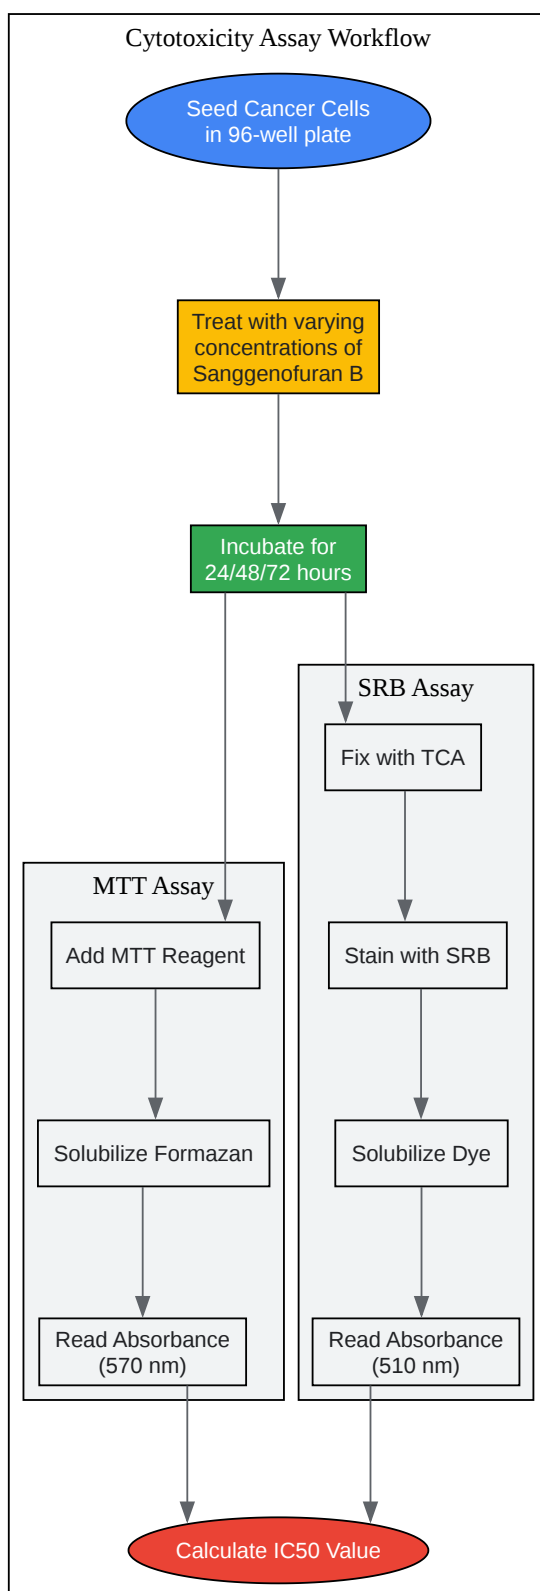 Cytotoxicity Assay Workflow
Seed Cancer Cells
in 96-well plate
Treat with varying
concentrations of
Sanggenofuran B
Incubate for
24/48/72 hours
SRB Assay
Fix with TCA
Stain with SRB
Solubilize Dye
Read Absorbance
(510 nm)
MTT Assay
Add MTT Reagent
Solubilize Formazan
Read Absorbance
(570 nm)
Calculate IC50 Value